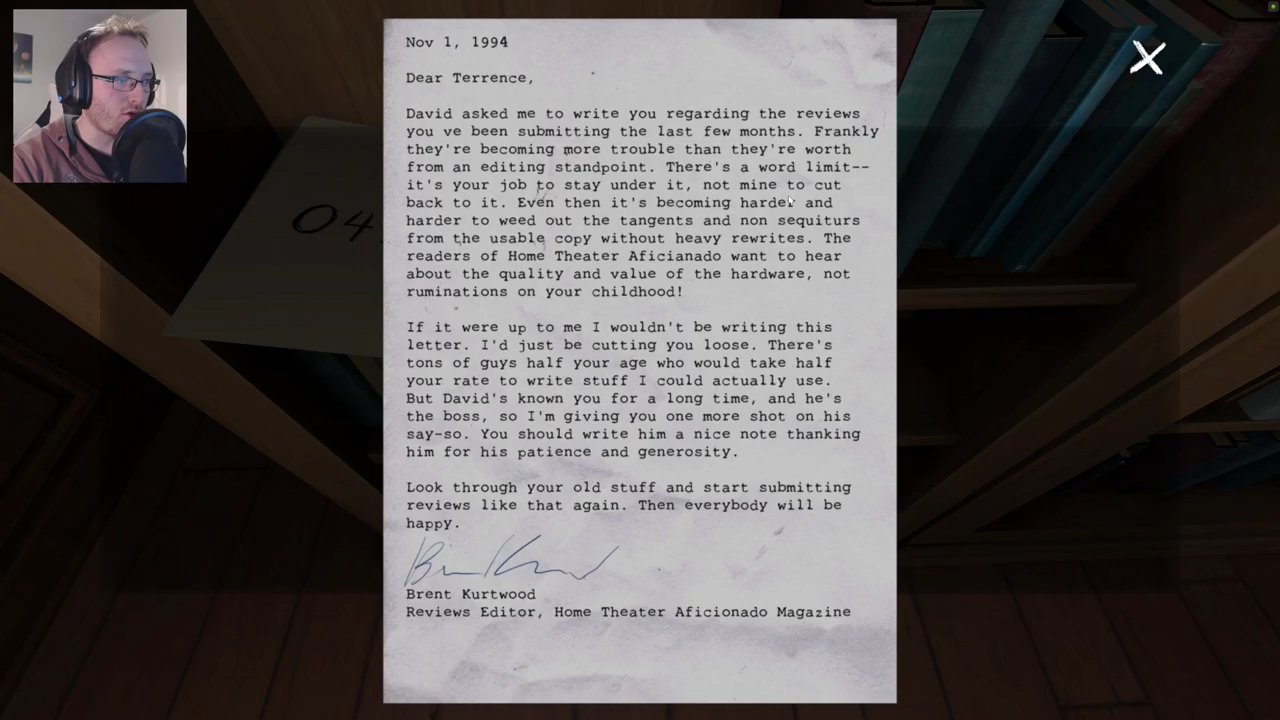 Nov 1, 1994
Dear Terrence,
David asked me to write you regarding the reviews
you ve been submitting the last few months. Frankly
they're becoming more trouble than they're worth
from an editing standpoint. There's a word limit--
it's your job to stay under it, not mine to cut
back to it. Even then it's becoming harder and
harder to weed out the tangents and non sequiturs
from the usable copy without heavy rewrites. The
readers of Home Theater Aficianado want to hear
about the quality and value of the hardware, not
ruminations on your childhood!
If it were up to me I wouldn't be writing this
letter. I'd just be cutting you loose. There's
tons of guys half your age who would take half
your rate to write stuff I could actually use.
But David's known you for a long time, and he's
the boss, so I'm giving you one more shot on his
say-so. You should write him a nice note thanking
him for his patience and generosity.
Look through your old stuff and start submitting
reviews like that again. Then everybody will be
happy.
Brent Kurtwood
Reviews Editor, Home Theater Aficionado Magazine
04